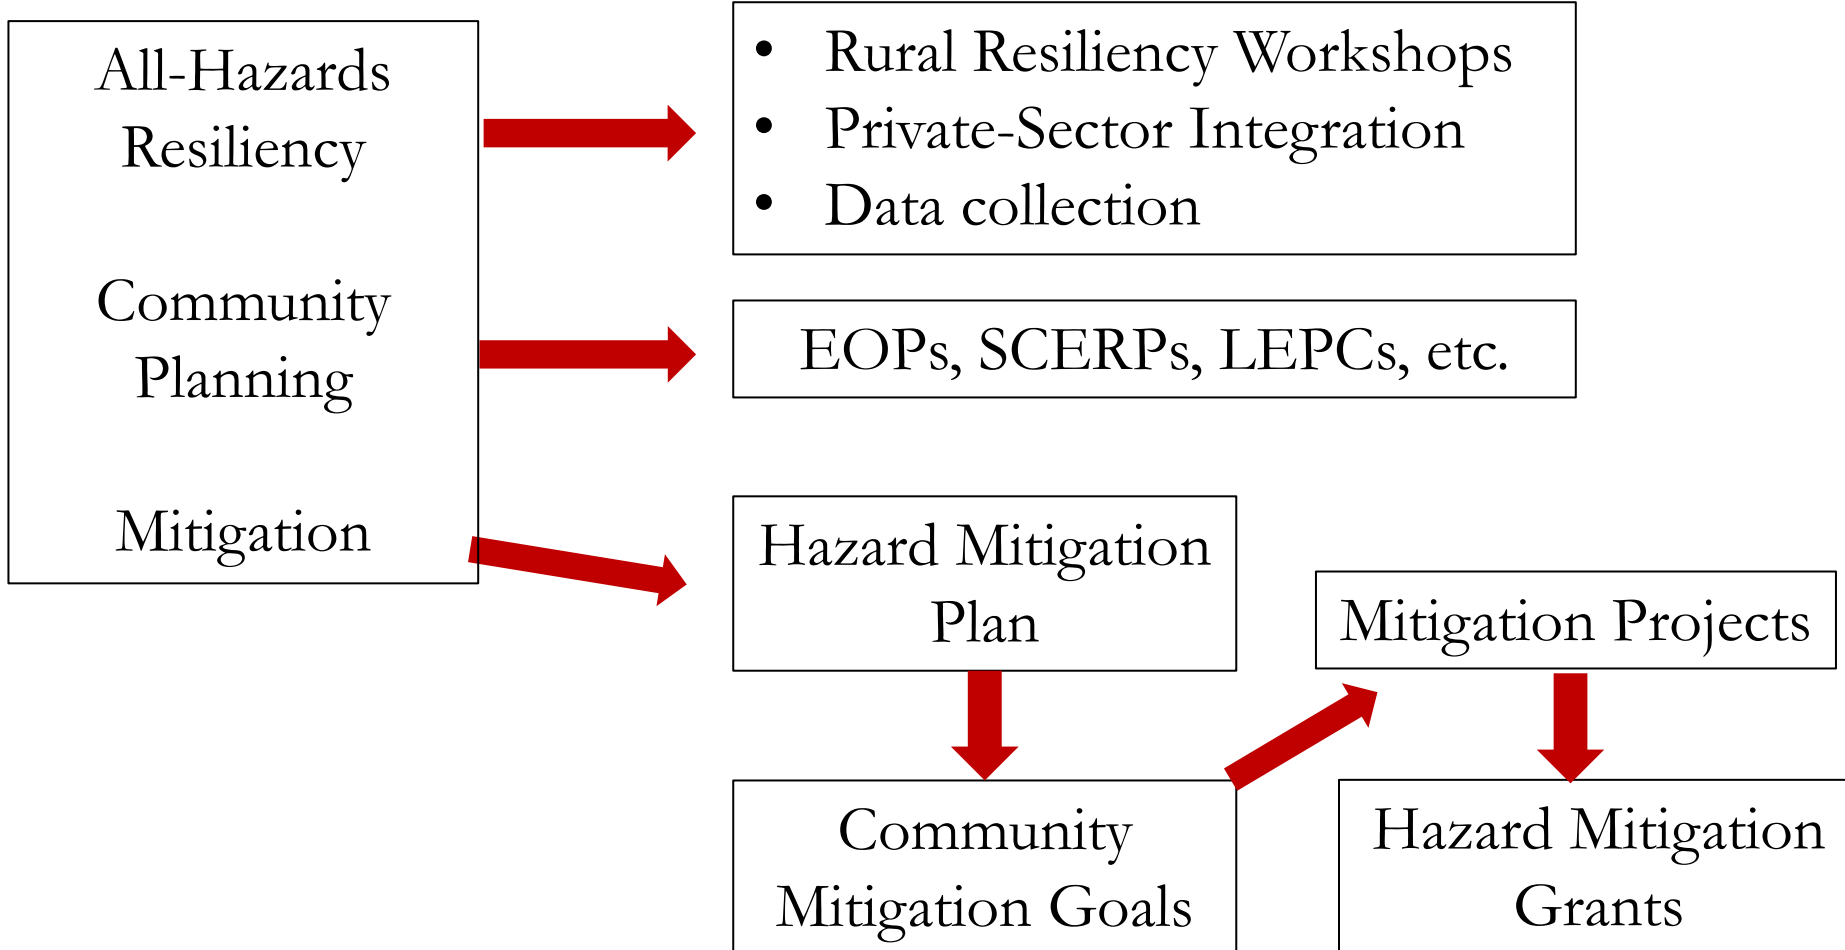 All-Hazards
Resiliency
Community
Planning
Mitigation
• Rural Resiliency Workshops
• Private-Sector Integration
• Data collection
EOPs, SCERPs, LEPCs, etc.
Hazard Mitigation
Plan
Community
Mitigation Goals
Mitigation Projects
Hazard Mitigation
Grants